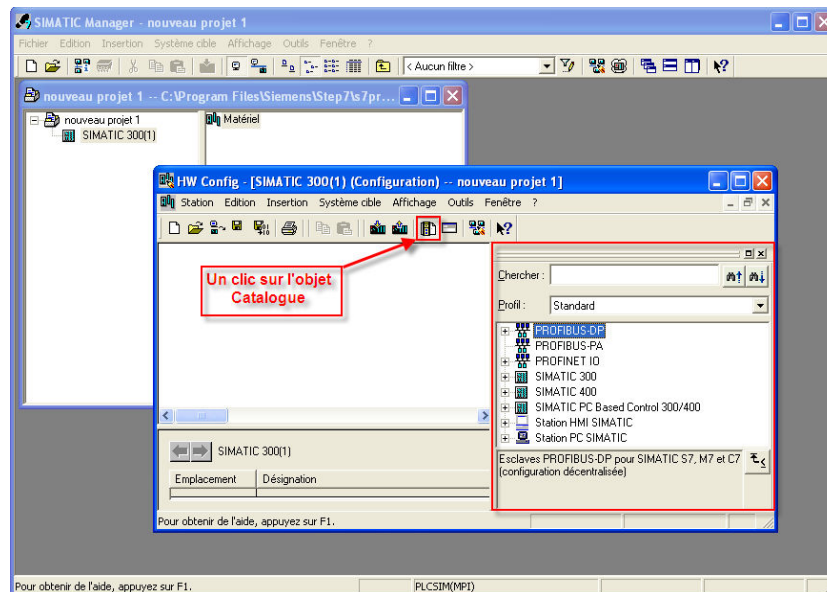 SIMATIC Manager - nouveau projet 1
Fichier Edition Insertion Système cible Affichage Outils Fenêtre ?
< Aucun filtre >
nouveau projet 1 -- C:\Program Files\Siemens\Step7\s7pr...
nouveau projet 1
SIMATIC 300(1)
Matériel
HW Config - [SIMATIC 300(1) (Configuration) -- nouveau projet 1]
Station Edition Insertion Système cible Affichage Outils Fenêtre ?
Un clic sur l'objet
Catalogue
Chercher :
Profil : Standard
PROFIBUS-DP
PROFIBUS-PA
PROFINET IO
SIMATIC 300
SIMATIC 400
SIMATIC PC Based Control 300/400
Station HMI SIMATIC
Station PC SIMATIC
Esclaves PROFIBUS-DP pour SIMATIC S7, M7 et C7
(configuration décentralisée)
SIMATIC 300(1)
Emplacement Désignation
Pour obtenir de l'aide, appuyez sur F1.
Pour obtenir de l'aide, appuyez sur F1. PLCSIM(MPI)